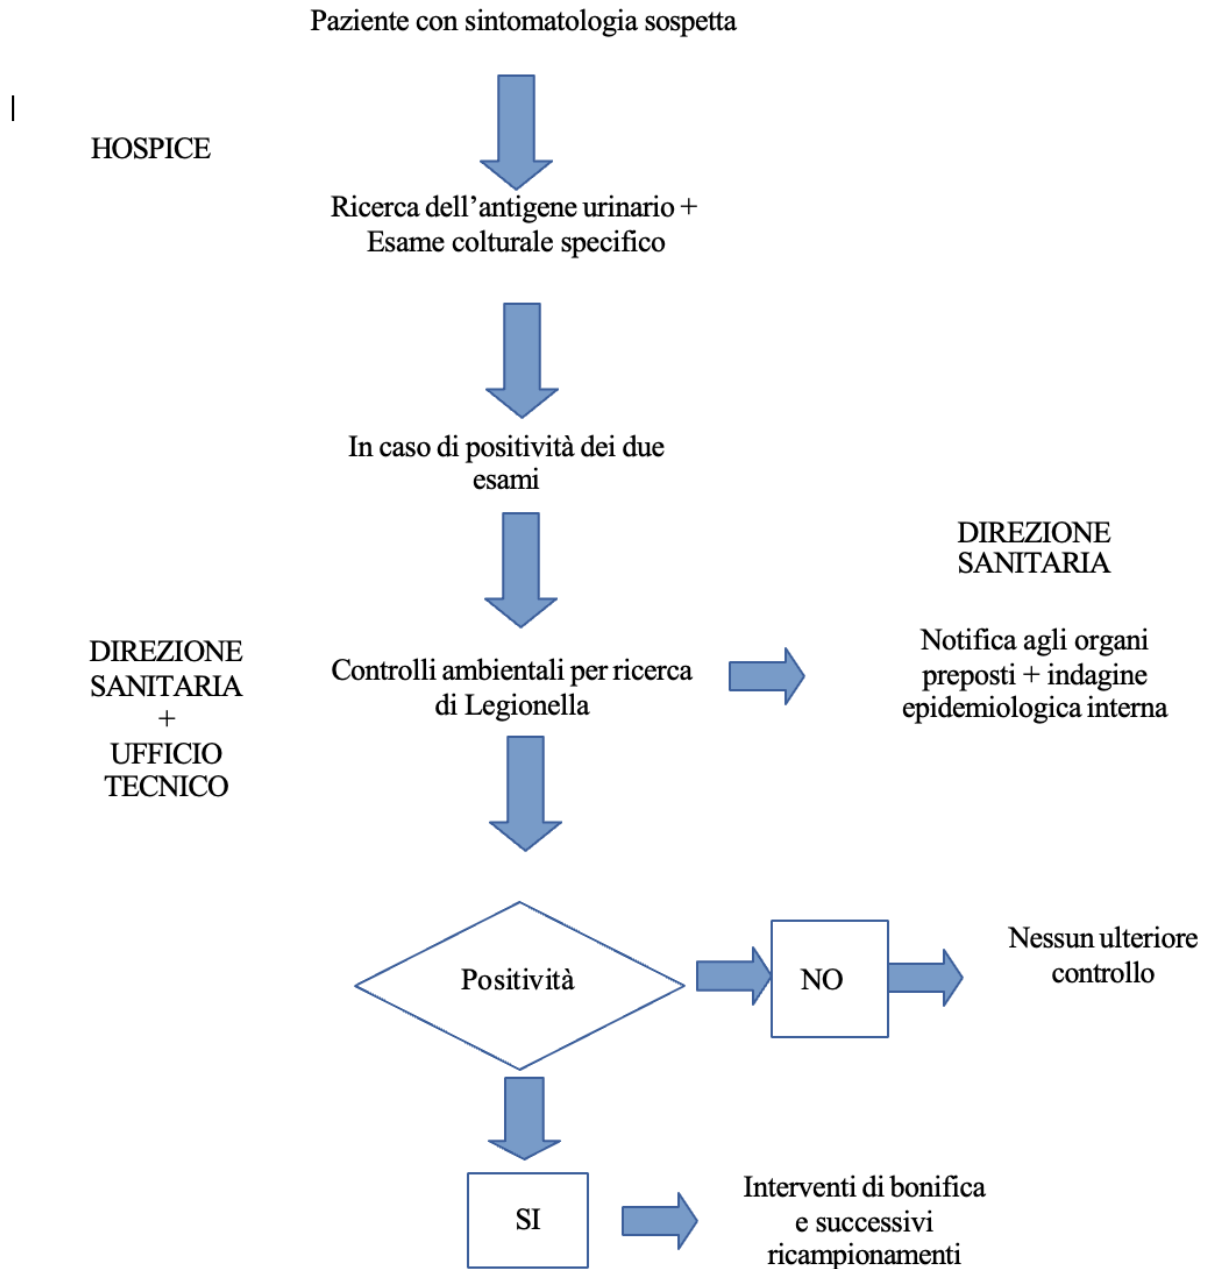 Paziente con sintomatologia sospetta
HOSPICE
Ricerca dell’antigene urinario +
Esame colturale specifico
In caso di positività dei due
esami
DIREZIONE
SANITARIA
DIREZIONE
SANITARIA
+
UFFICIO
TECNICO
Controlli ambientali per ricerca
di Legionella
Notifica agli organi
preposti + indagine
epidemiologica interna
Positività
NO
Nessun ulteriore
controllo
SI
Interventi di bonifica
e successivi
ricampionamenti